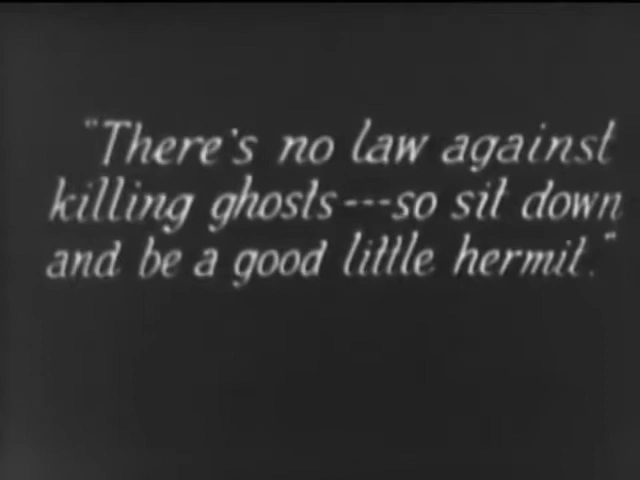 "There's no law against
killing ghosts---so sit down
and be a good little hermit."